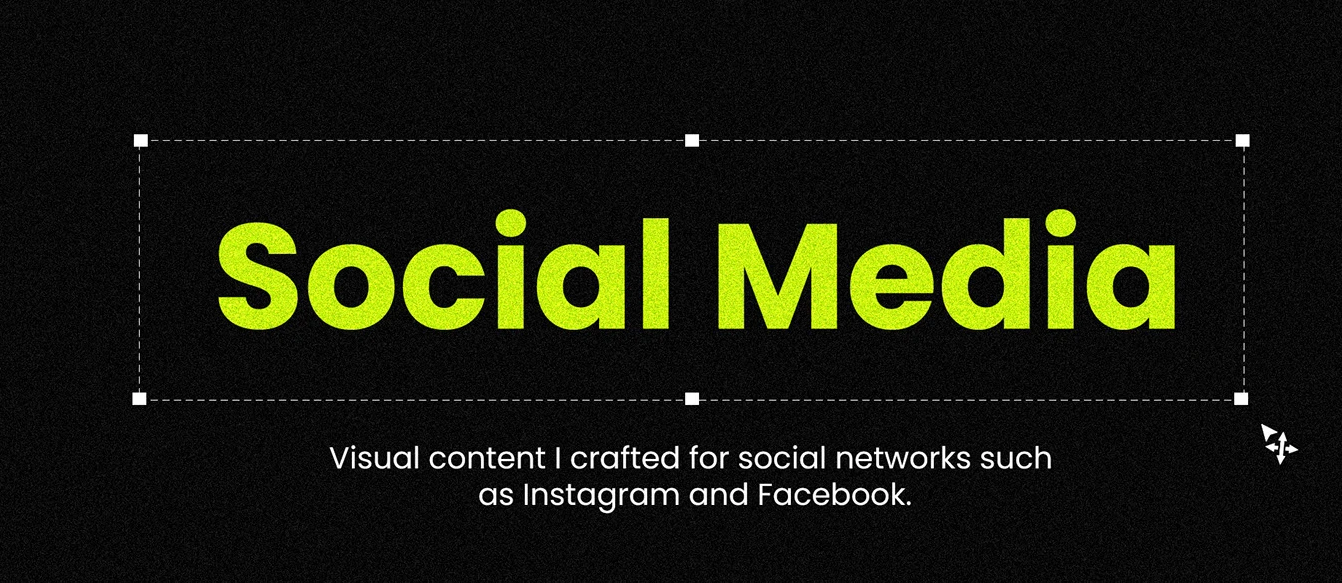 Social Media
Visual content I crafted for social networks such
as Instagram and Facebook.